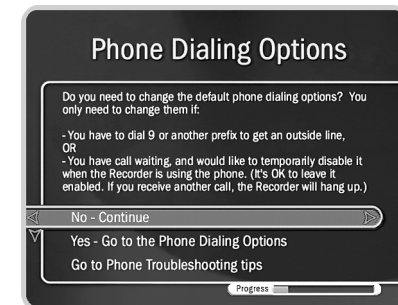 Phone Dialing Options
Do you need to change the default phone dialing options? You
only need to change them if:
- You have to dial 9 or another prefix to get an outside line,
OR
- You have call waiting, and would like to temporarily disable it
when the Recorder is using the phone. (It's OK to leave it
enabled. If you receive another call, the Recorder will hang up.)
No - Continue
Yes - Go to the Phone Dialing Options
Go to Phone Troubleshooting tips
Progress